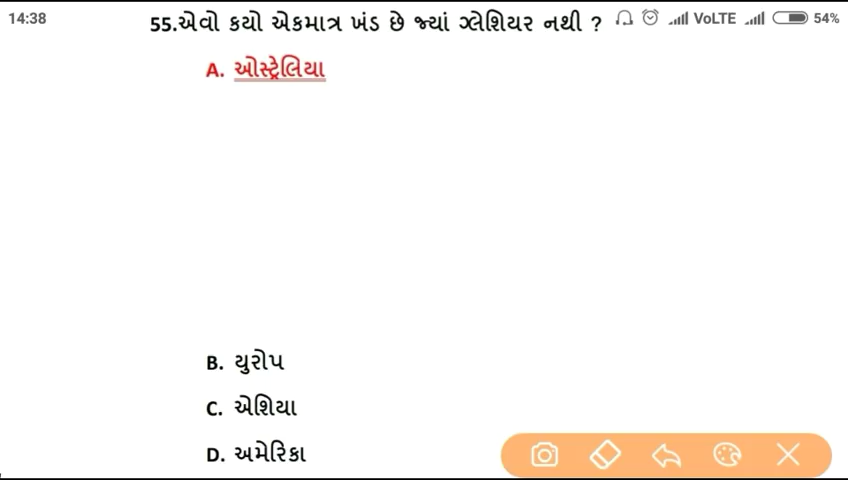 14:38
55.એવો કયો એકમાત્ર ખંડ છે જ્યાં ગ્લેશિયર નથી ?
VoLTE 54%
A. ઓસ્ટ્રેલિયા
B. યુરોપ
C. એશિયા
D. અમેરિકા